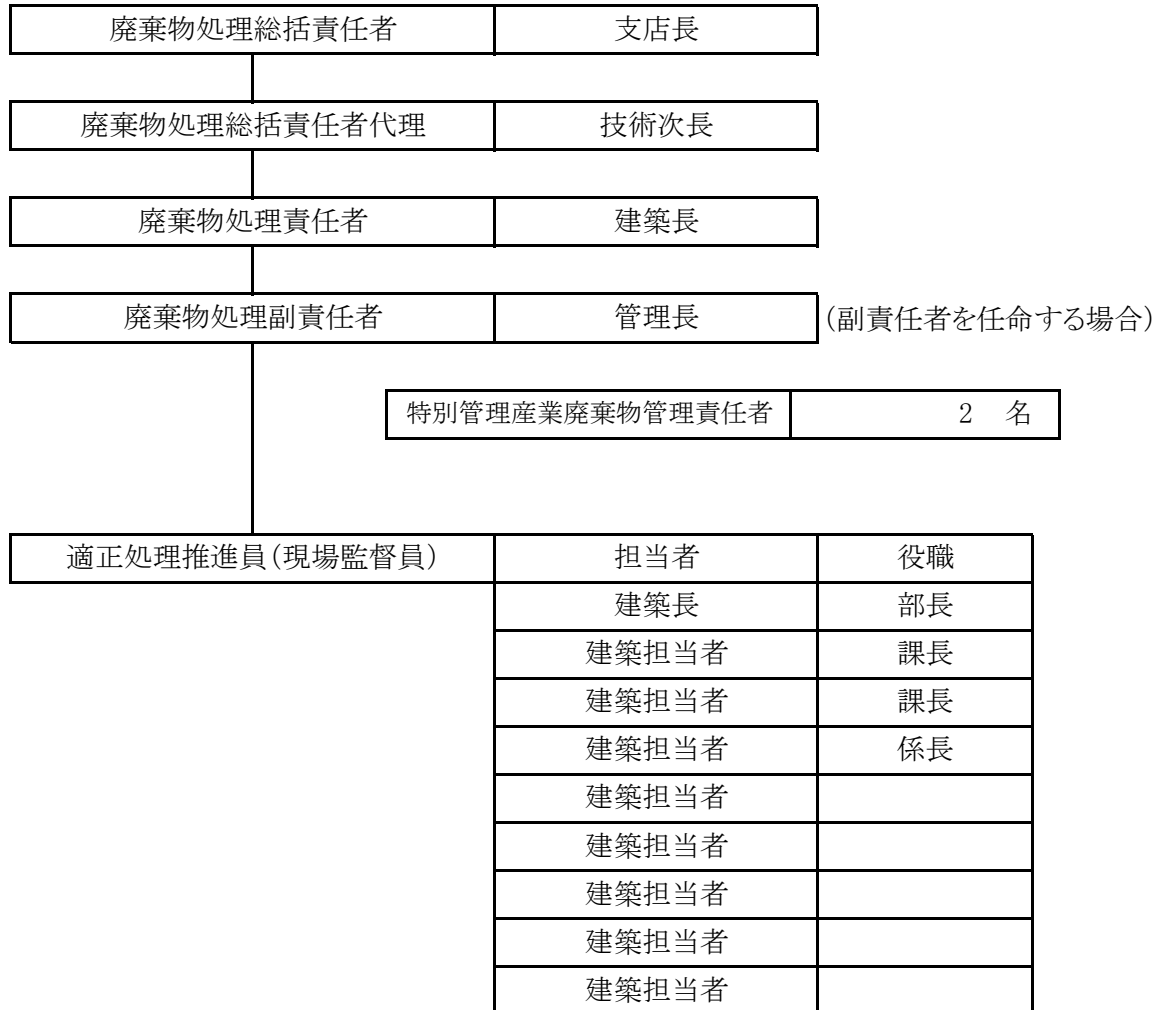 廃棄物処理総括責任者 支店長
廃棄物処理総括責任者代理 技術次長
廃棄物処理責任者 建築長
廃棄物処理副責任者 管理長 (副責任者を任命する場合)
特別管理産業廃棄物管理責任者 2 名
適正処理推進員(現場監督員) 担当者 役職
建築長 部長
建築担当者 課長
建築担当者 課長
建築担当者 係長
建築担当者
建築担当者
建築担当者
建築担当者
建築担当者